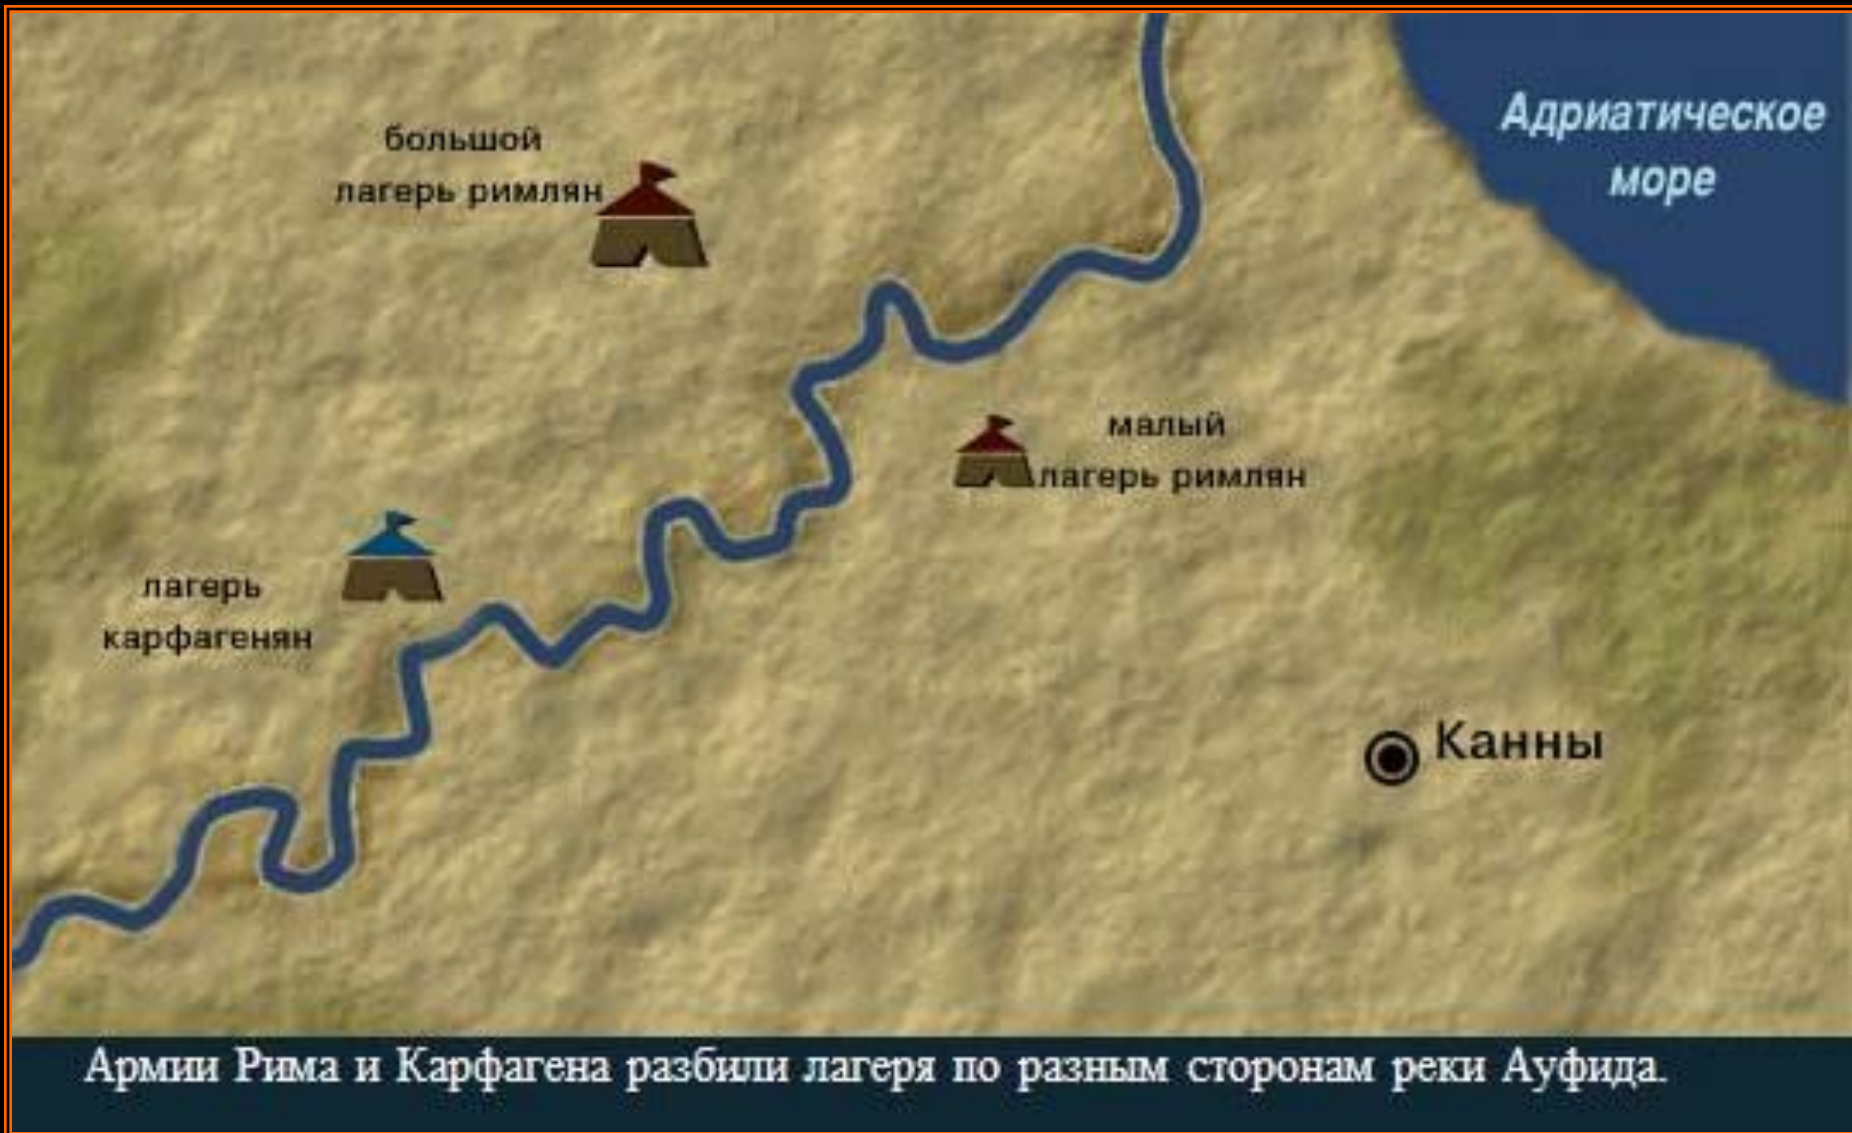 Адриатическое
море
большой
лагерь римлян
малый
лагерь римлян
лагерь
карфагенян
Канны
Армии Рима и Карфагена разбили лагеря по разным сторонам реки Ауфида.